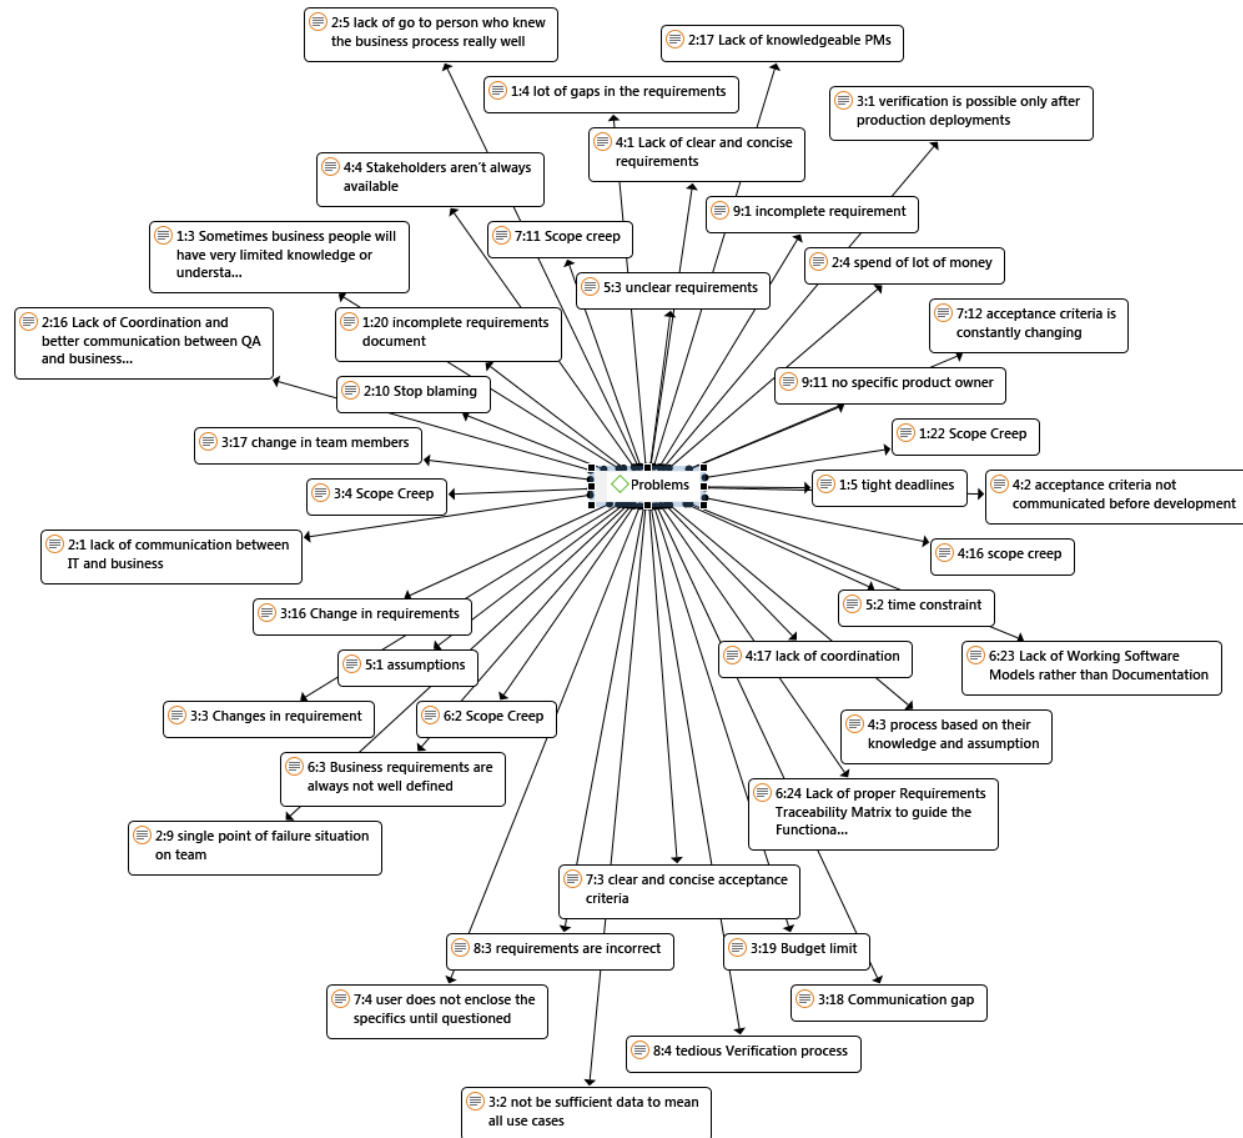 2:5 lack of go to person who knew
the business process really well
2:17 Lack of knowledgeable PMs
1:4 lot of gaps in the requirements
3:1 verification is possible only after
production deployments
4:1 Lack of clear and concise
requirements
4:4 Stakeholders aren't always
available
9:1 incomplete requirement
1:3 Sometimes business people will
have very limited knowledge or
understa...
7:11 Scope creep
2:4 spend of lot of money
5:3 unclear requirements
7:12 acceptance criteria is
constantly changing
2:16 Lack of Coordination and
better communication between QA
and business...
1:20 incomplete requirements
document
9:11 no specific product owner
2:10 Stop blaming
3:17 change in team members
1:22 Scope Creep
Problems
3:4 Scope Creep
1:5 tight deadlines
4:2 acceptance criteria not
communicated before development
2:1 lack of communication between
IT and business
4:16 scope creep
3:16 Change in requirements
5:2 time constraint
5:1 assumptions
4:17 lack of coordination
6:23 Lack of Working Software
Models rather than Documentation
3:3 Changes in requirement
6:2 Scope Creep
4:3 process based on their
knowledge and assumption
6:3 Business requirements are
always not well defined
6:24 Lack of proper Requirements
Traceability Matrix to guide the
Functiona...
2:9 single point of failure situation
on team
7:3 clear and concise acceptance
criteria
8:3 requirements are incorrect
3:19 Budget limit
7:4 user does not enclose the
specifics until questioned
3:18 Communication gap
8:4 tedious Verification process
3:2 not be sufficient data to mean
all use cases